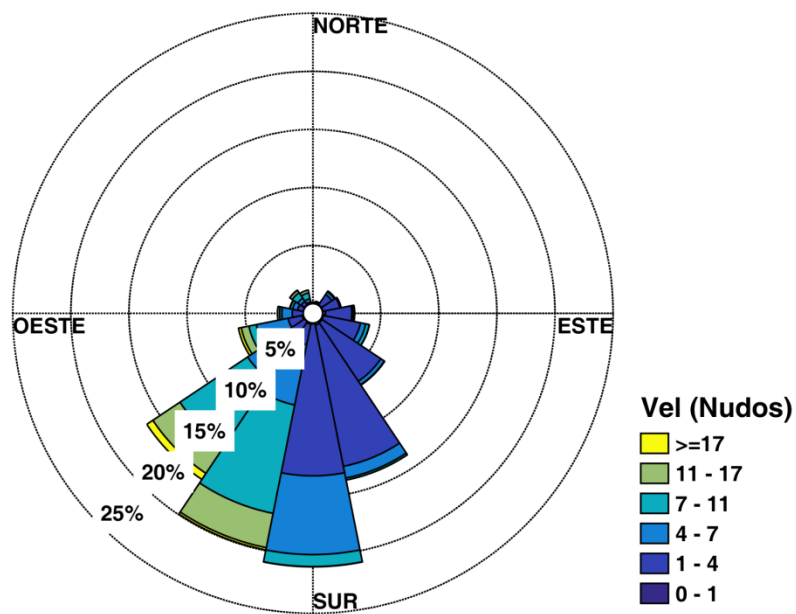 NORTE
OESTE
ESTE
5%
10%
15%
20%
25%
SUR
Vel (Nudos)
>=17
11 - 17
7 - 11
4 - 7
1 - 4
0 - 1